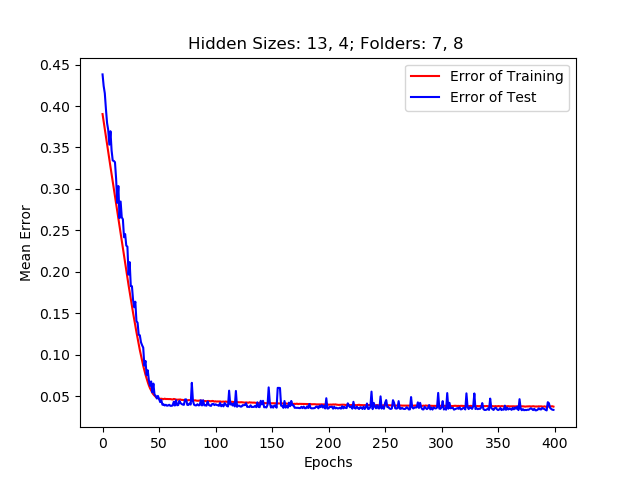 Hidden Sizes: 13, 4; Folders: 7, 8
Error of Training
Error of Test
Mean Error
0.45
0.40
0.35
0.30
0.25
0.20
0.15
0.10
0.05
0 50 100 150 200 250 300 350 400
Epochs